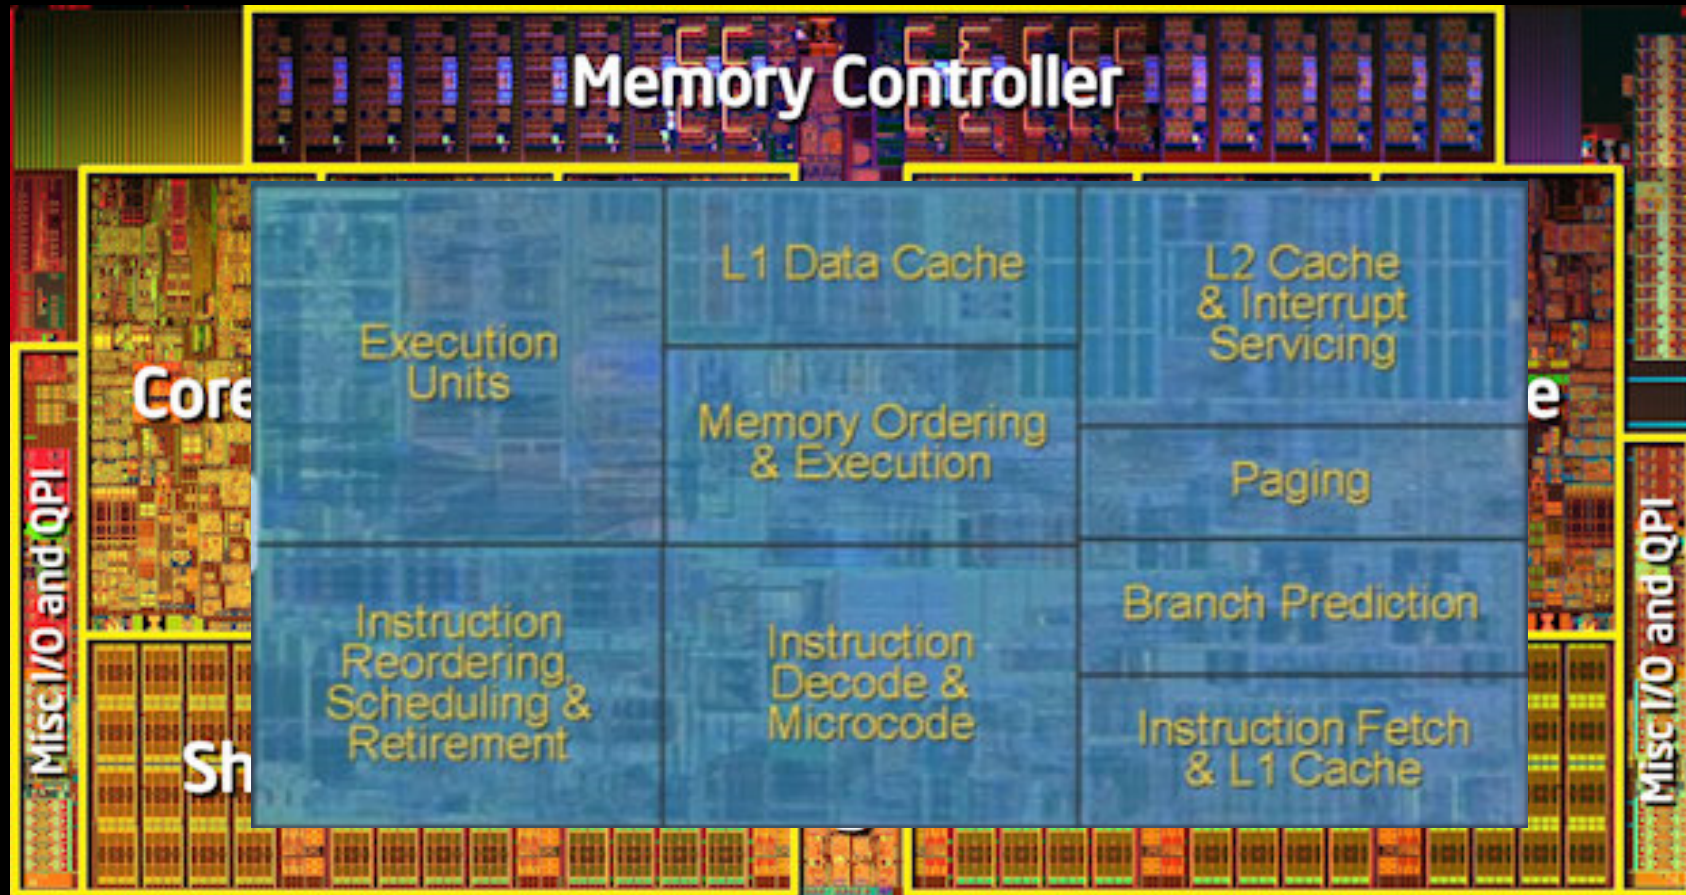 Memory Controller
Core
e
Misc I/O and QPI
Misc I/O and QPI
Sh
Execution
Units
L1 Data Cache
L2 Cache
& Interrupt
Servicing
Memory Ordering
& Execution
Paging
Instruction
Reordering,
Scheduling &
Retirement
Instruction
Decode &
Microcode
Branch Prediction
Instruction Fetch
& L1 Cache